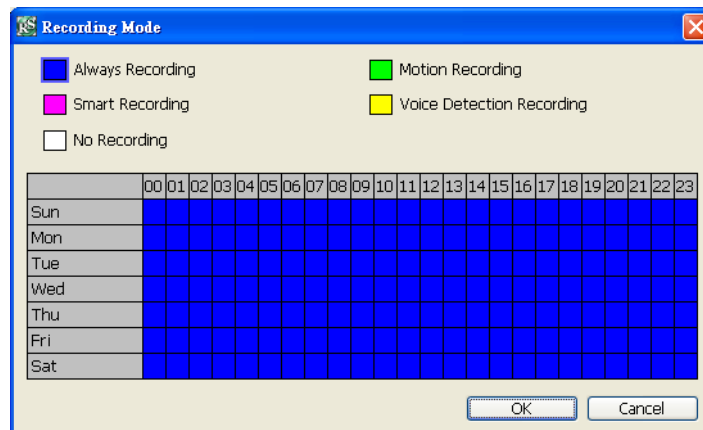 RS Recording Mode
Always Recording Motion Recording
Smart Recording Voice Detection Recording
No Recording
00 01 02 03 04 05 06 07 08 09 10 11 12 13 14 15 16 17 18 19 20 21 22 23
Sun
Mon
Tue
Wed
Thu
Fri
Sat
OK Cancel